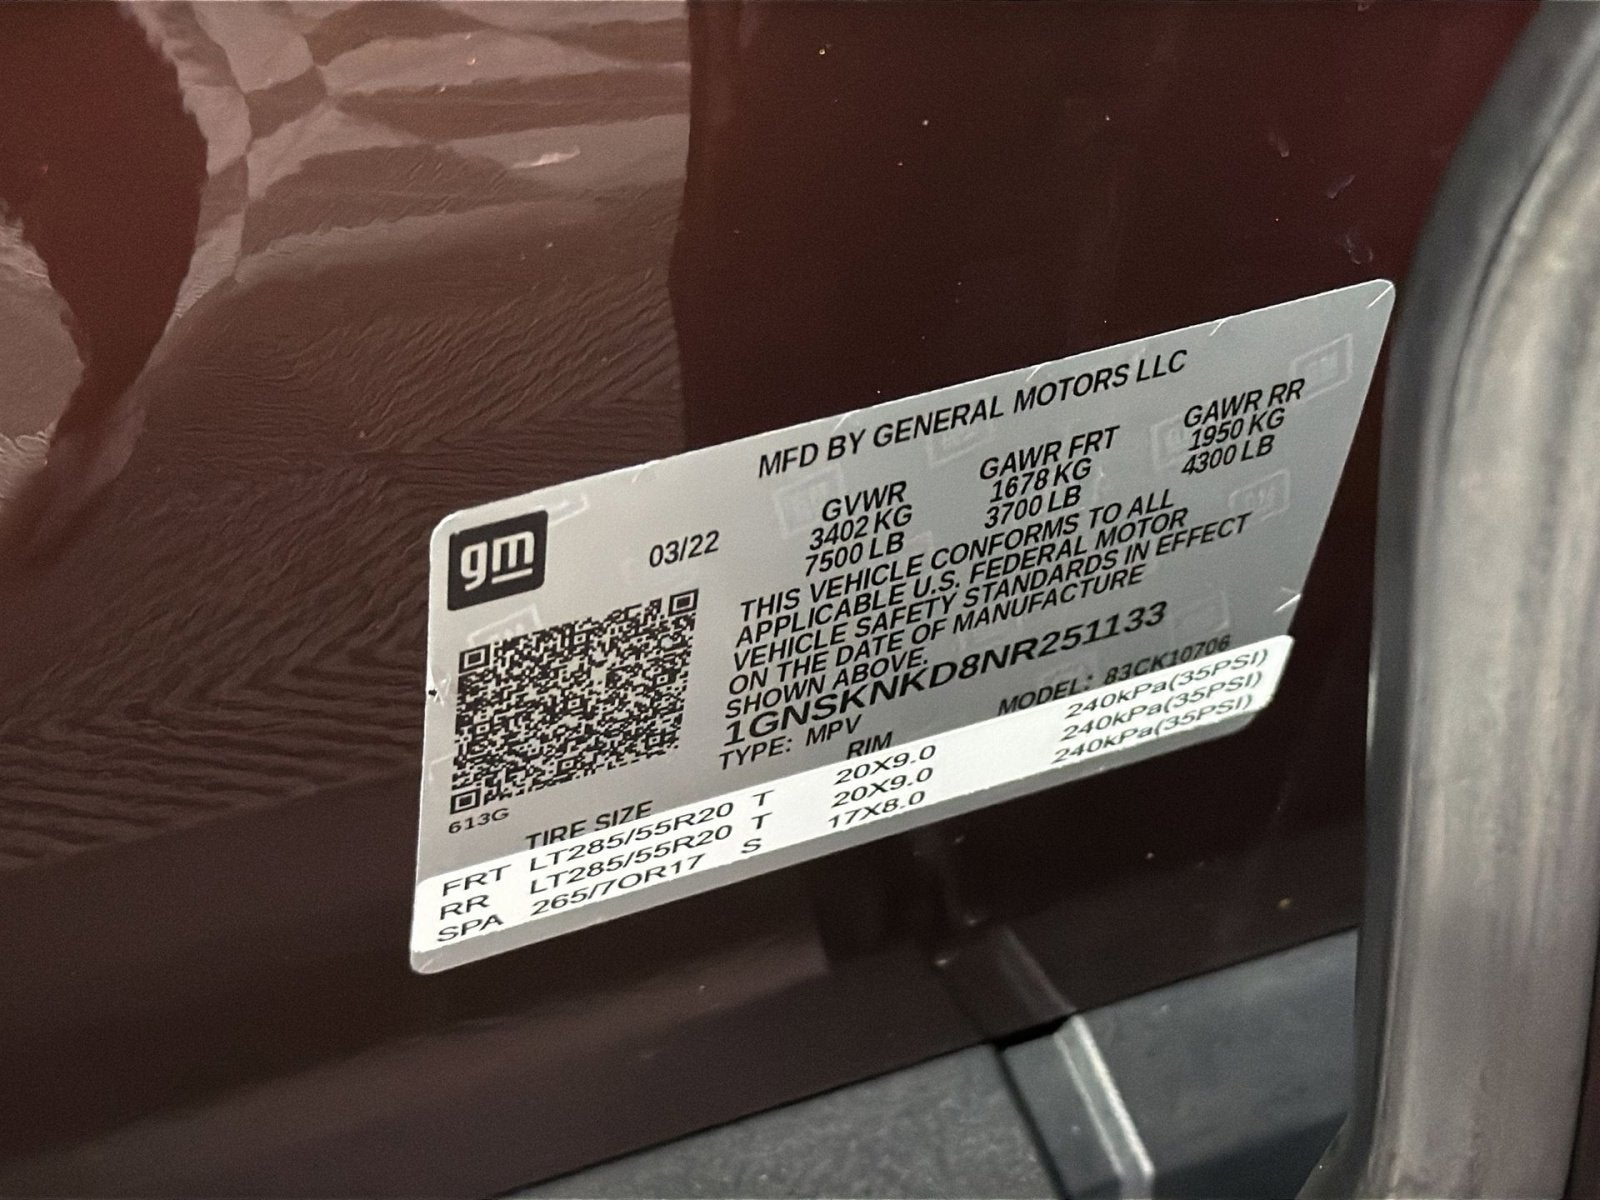 MFD BY GENERAL MOTORS LLC
gm
03/22
GVWR GAWR FRT GAWR RR
3402 KG 1678 KG 1950 KG
7500 LB 3700 LB 4300 LB
THIS VEHICLE CONFORMS TO ALL
APPLICABLE U.S. FEDERAL MOTOR
VEHICLE SAFETY STANDARDS IN EFFECT
ON THE DATE OF MANUFACTURE
SHOWN ABOVE.
1GNSKNKD8NR251133
TYPE: MPV MODEL: 83CK10706
613G
TIRE SIZE RIM
FRT LT285/55R20 T 20X9.0 240kPa(35PSI)
RR LT285/55R20 T 20X9.0 240kPa(35PSI)
SPA 265/70R17 S 17X8.0 240kPa(35PSI)